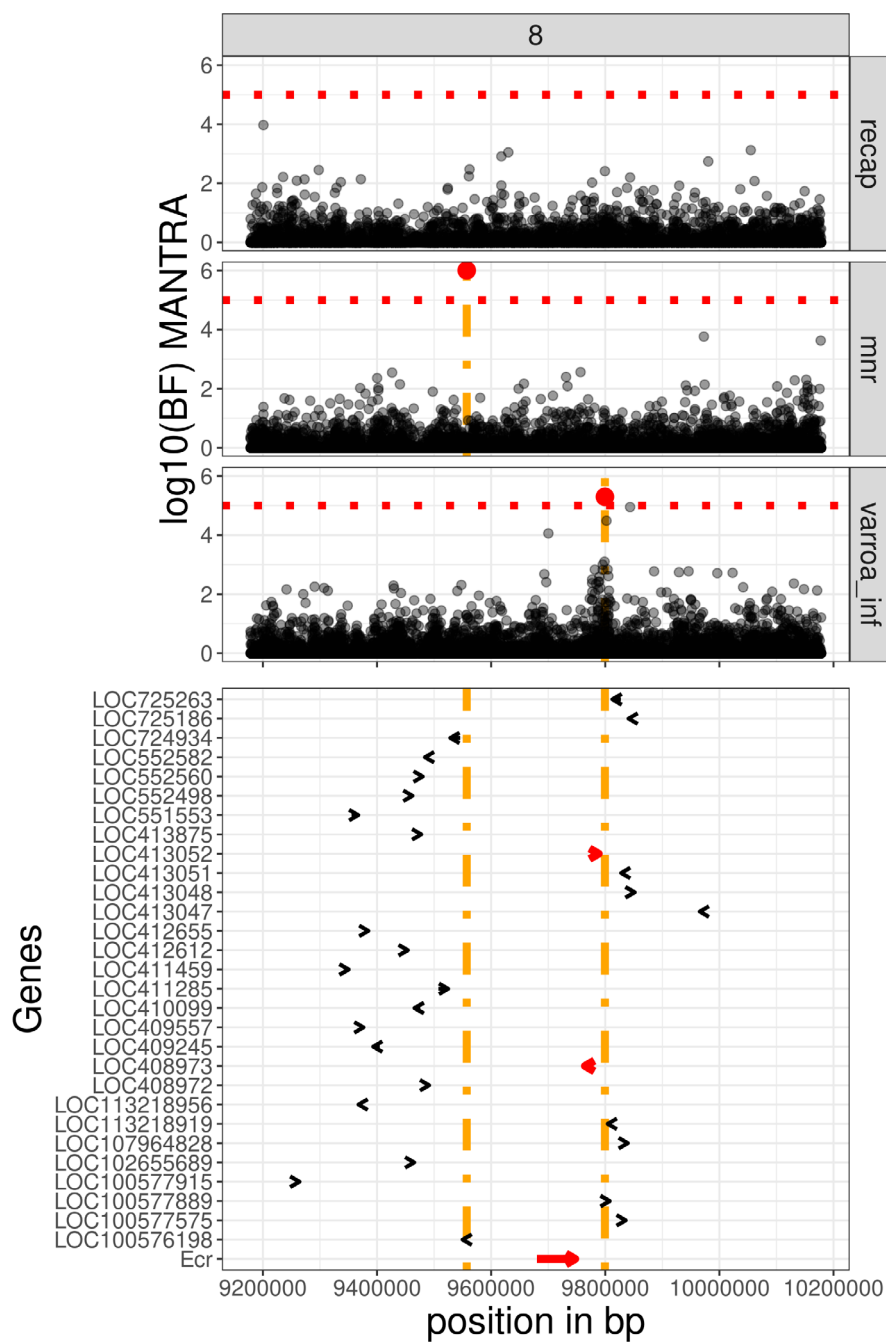 8
6
4
2
0
recap
6
4
2
0
mnr
6
4
2
0
varroa_inf
log10(BF) MANTRA
LOC725263
LOC725186
LOC724934
LOC552582
LOC552560
LOC552498
LOC551553
LOC413875
LOC413052
LOC413051
LOC413048
LOC413047
LOC412655
LOC412612
LOC411459
LOC411285
LOC410099
LOC409557
LOC409245
LOC408973
LOC408972
LOC113218956
LOC113218919
LOC107964828
LOC102655689
LOC100577915
LOC100577889
LOC100577575
LOC100576198
Ecr
Genes
9200000 9400000 9600000 9800000 10000000 10200000
position in bp